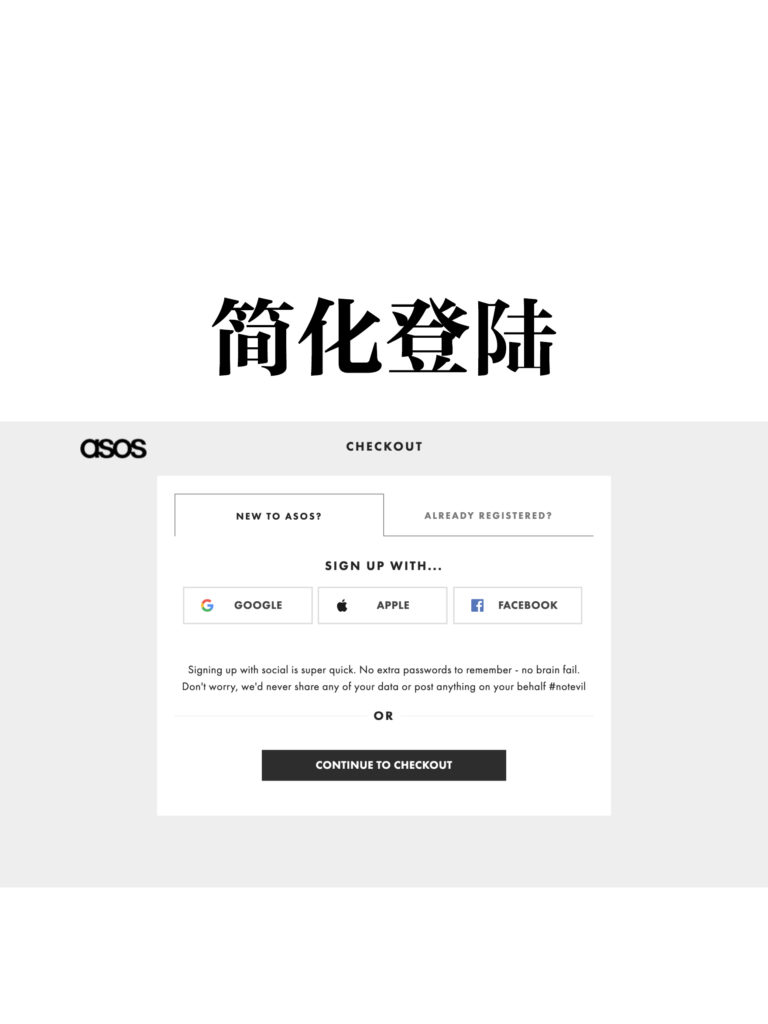 简化登陆
asos
CHECKOUT
NEW TO ASOS?
ALREADY REGISTERED?
SIGN UP WITH...
GOOGLE
APPLE
FACEBOOK
Signing up with social is super quick. No extra passwords to remember - no brain fail.
Don't worry, we'd never share any of your data or post anything on your behalf #notevil
OR
CONTINUE TO CHECKOUT